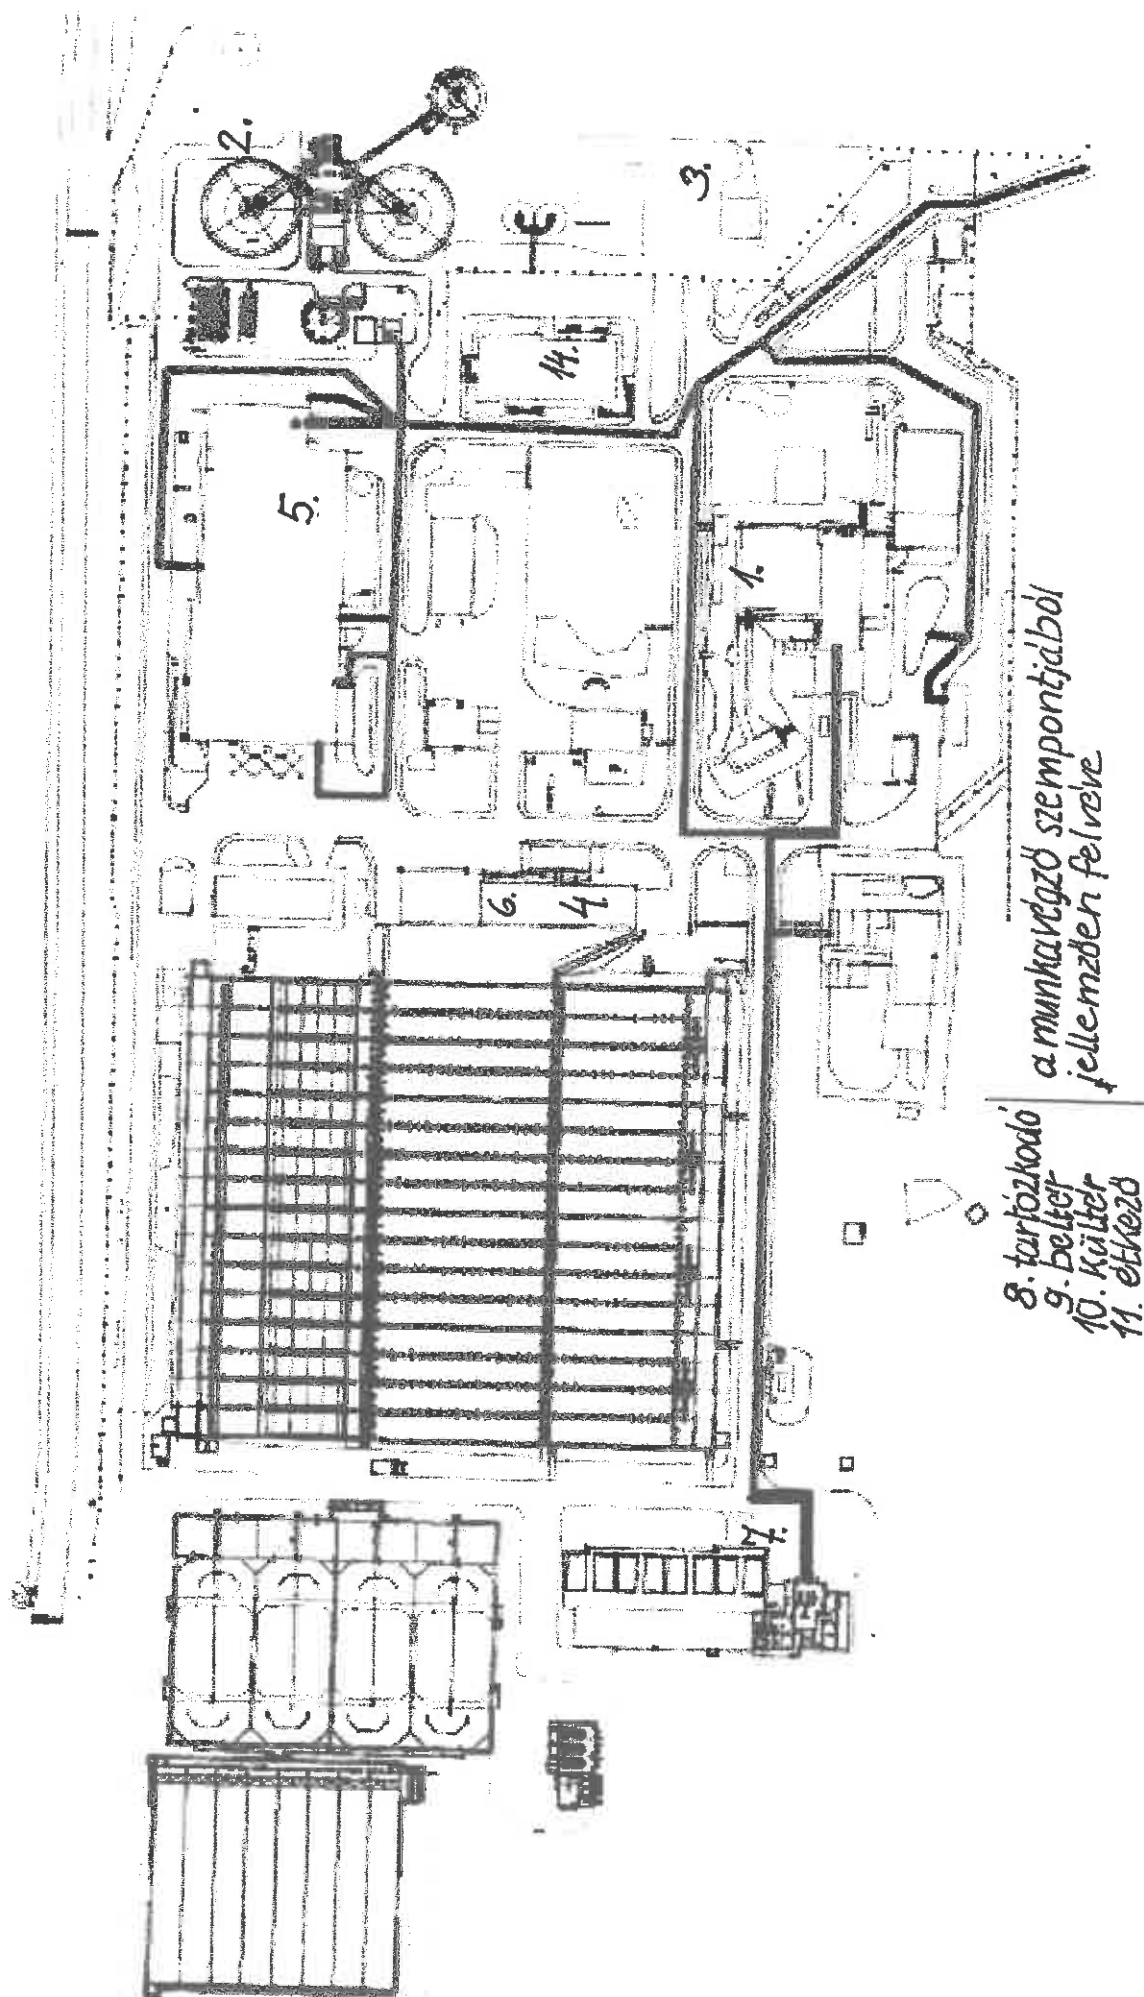 2.
3.
14.
5.
1.
6.
4.
7.
8. tartózkodó
9. beltér
10. kültér
11. étkező
a munkavégző szempontjából
jellemzően felvéve